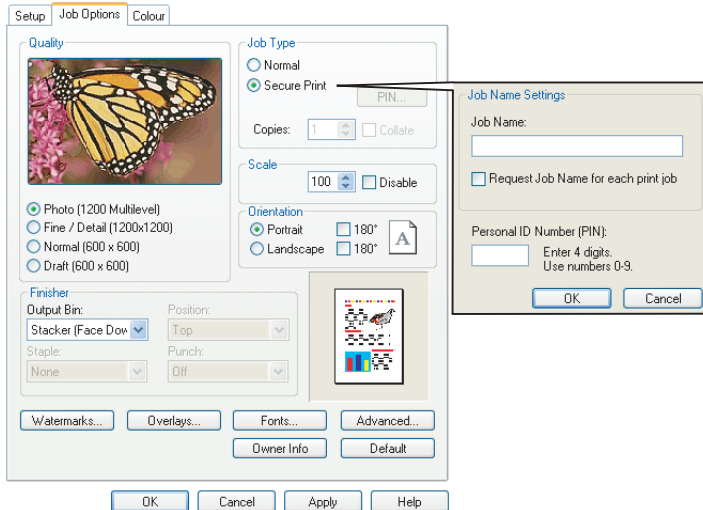 Setup Job Options Colour
Quality
Photo (1200 Multilevel)
Fine / Detail (1200x1200)
Normal (600 x 600)
Draft (600 x 600)
Job Type
Normal
Secure Print
PIN...
Copies: 1 Collate
Scale
100 Disable
Orientation
Portrait 180°
Landscape 180°
A
Finisher
Output Bin: Position:
Stacker (Face Dow Top
Staple: Punch:
None Off
Watermarks... Overlays... Fonts... Advanced...
Owner Info Default
OK Cancel Apply Help
Job Name Settings
Job Name:
Request Job Name for each print job
Personal ID Number (PIN):
Enter 4 digits.
Use numbers 0-9.
OK Cancel